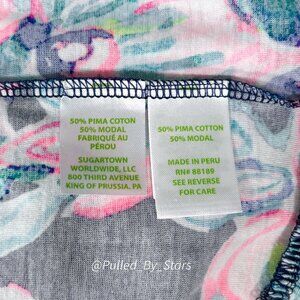 50% PIMA COTTON
50% MODAL
FABRIQUÉ AU
PÉROU
SUGARTOWN
WORLDWIDE, LLC
800 THIRD AVENUE
KING OF PRUSSIA, PA
50% PIMA COTTON
50% MODAL
MADE IN PERU
RN# 88189
SEE REVERSE
FOR CARE
@Pulled_By_Stars